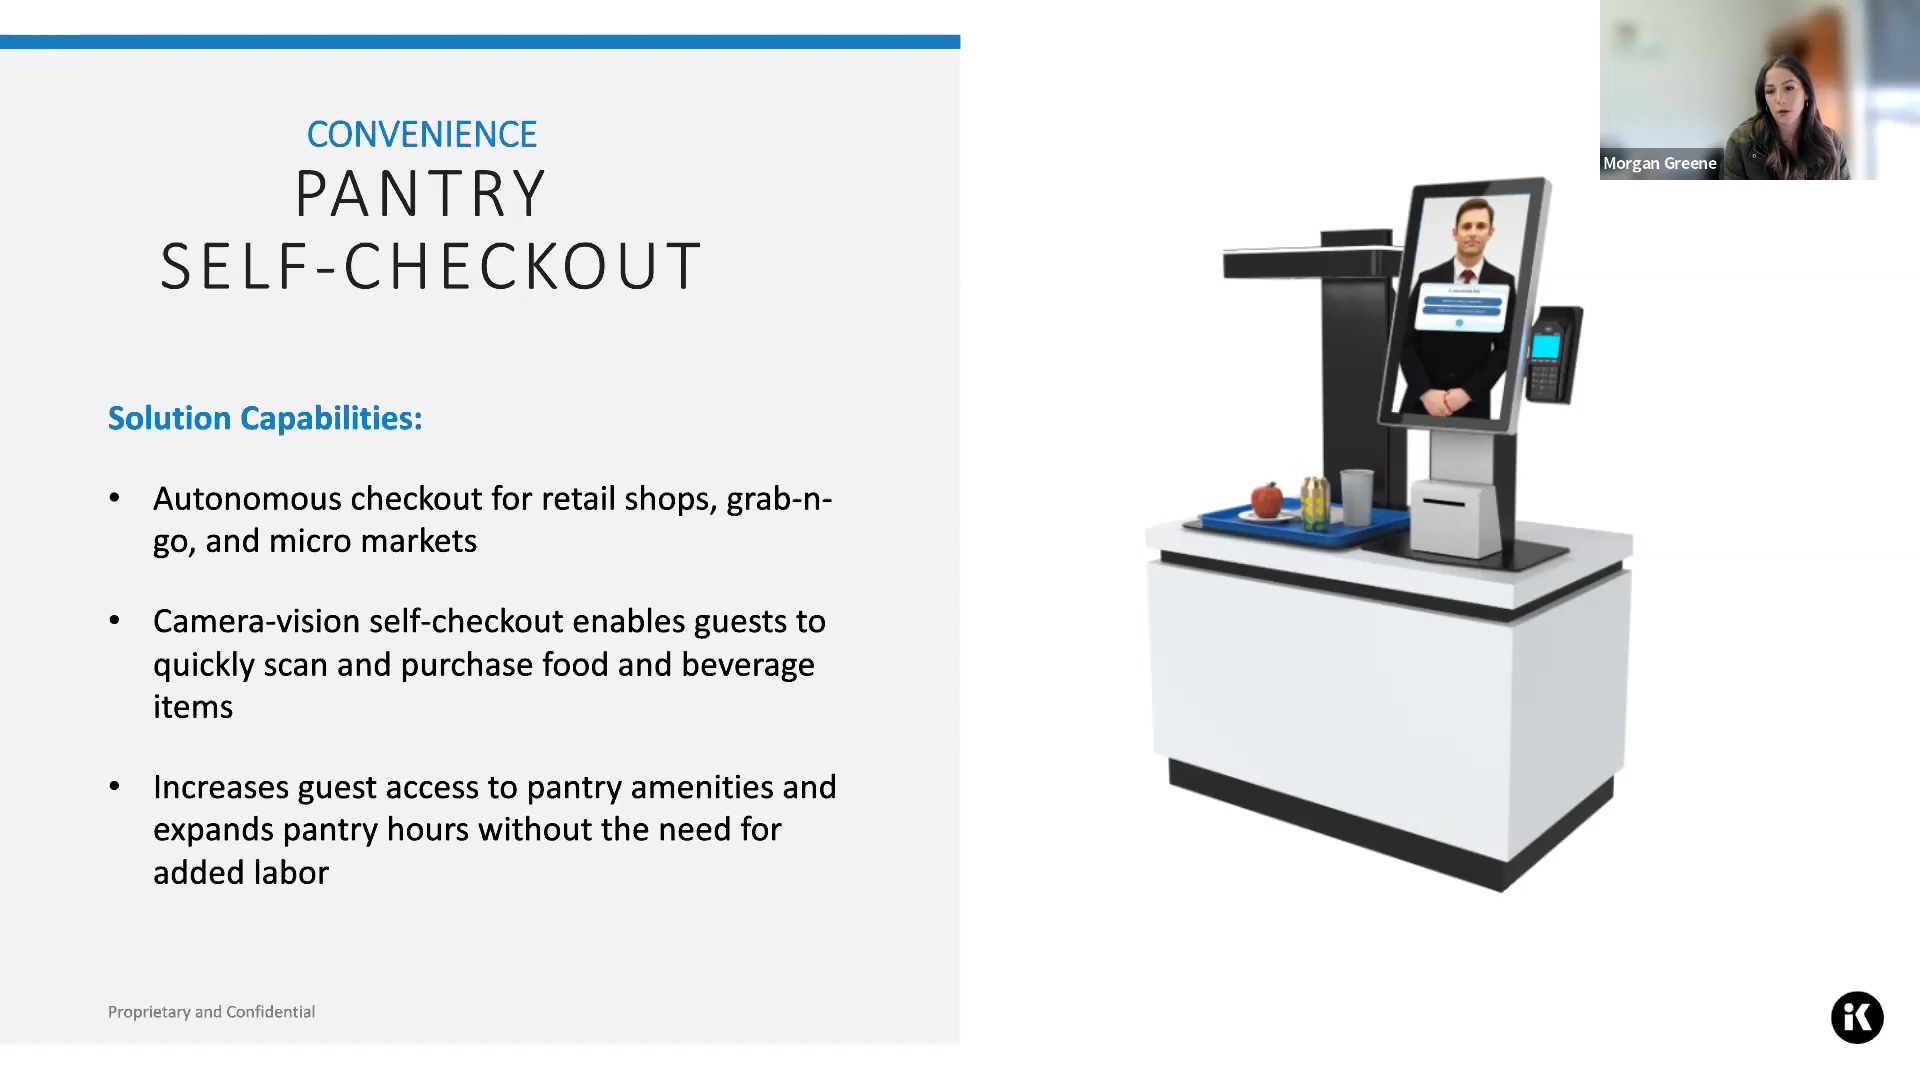 CONVENIENCE
PANTRY
SELF-CHECKOUT
Solution Capabilities:
• Autonomous checkout for retail shops, grab-n-
go, and micro markets
• Camera-vision self-checkout enables guests to
quickly scan and purchase food and beverage
items
• Increases guest access to pantry amenities and
expands pantry hours without the need for
added labor
Proprietary and Confidential
Morgan Greene
iK